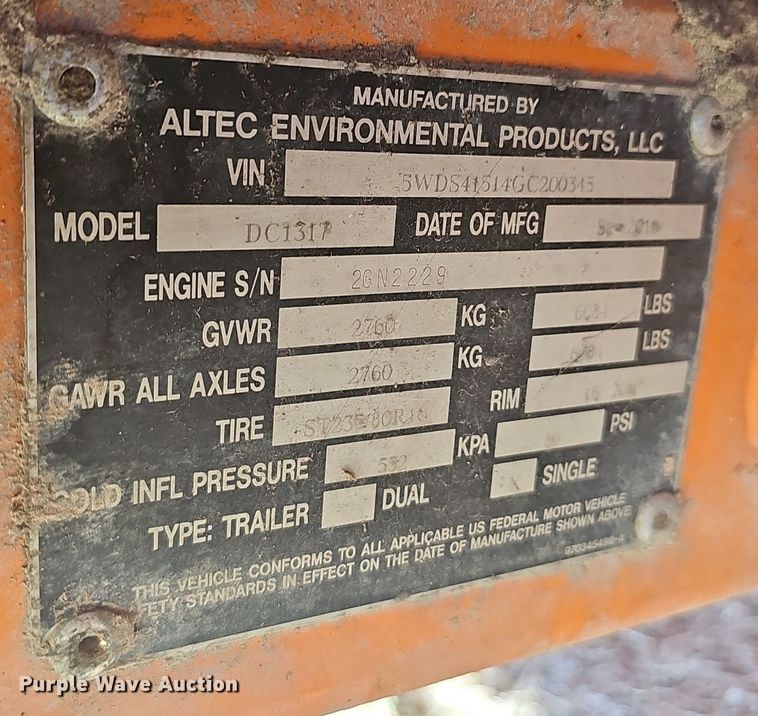 MANUFACTURED BY
ALTEC ENVIRONMENTAL PRODUCTS, LLC
VIN 5WDS41514GC200345
MODEL DC1317 DATE OF MFG
ENGINE S/N 2GN2229
GVWR 2760 KG LBS
GAWR ALL AXLES 2760 KG LBS
TIRE RIM
COLD INFL PRESSURE KPA PSI
TYPE: TRAILER DUAL X SINGLE
THIS VEHICLE CONFORMS TO ALL APPLICABLE US FEDERAL MOTOR VEHICLE
STANDARDS IN EFFECT ON THE DATE OF MANUFACTURE SHOWN ABOVE
Purple Wave Auction